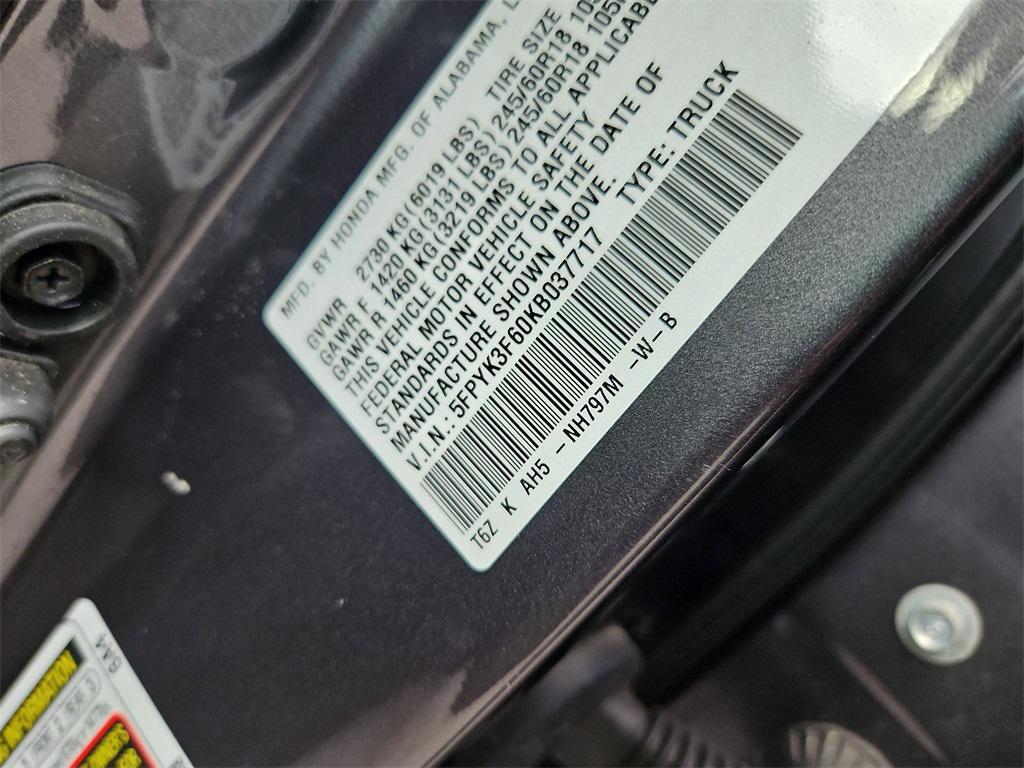 MFD. BY HONDA MFG. OF ALABAMA,
TIRE SIZE
GVWR 2730 KG(6019 LBS)
GAWR F 1420 KG(3131 LBS) 245/60R18
GAWR R 1460 KG(3219 LBS) 245/60R18 105
THIS VEHICLE CONFORMS TO ALL
FEDERAL MOTOR VEHICLE SAFETY
STANDARDS IN EFFECT ON THE DATE OF
MANUFACTURE SHOWN ABOVE.
V.I.N.:5FPYK3F60KB037717 TYPE: TRUCK
T6Z K AH5 -NH797M -W- B
6AA
INFORMATION